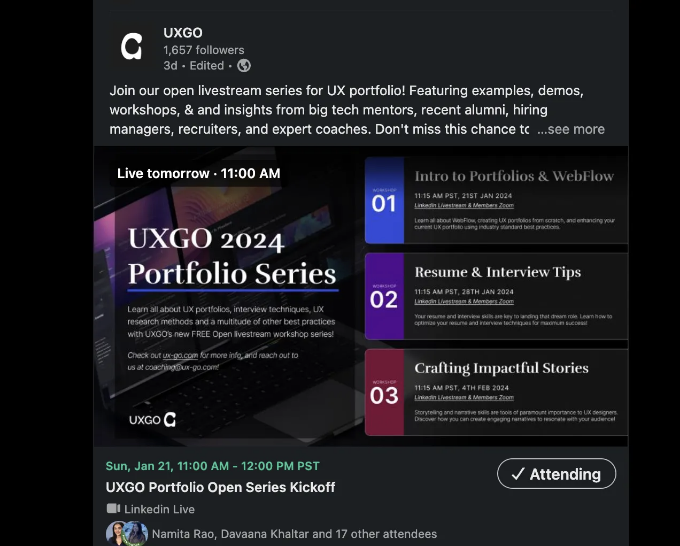 UXGO
1,657 followers
3d • Edited •
Join our open livestream series for UX portfolio! Featuring examples, demos,
workshops, & and insights from big tech mentors, recent alumni, hiring
managers, recruiters, and expert coaches. Don't miss this chance to ...see more
Live tomorrow · 11:00 AM
UXGO 2024
Portfolio Series
Learn all about UX portfolios, interview techniques, UX
research methods and a multitude of other best practices
with UXGO's new FREE Open livestream workshop series!
Check out ux-go.com for more info, and reach out to
us at coaching@ux-go.com!
UXGO
WORKSHOP
01
Intro to Portfolios & WebFlow
11:15 AM PST, 21ST JAN 2024
Linkedin Livestream & Members Zoom
Learn all about WebFlow, creating UX portfolios from scratch, and enhancing your
current UX portfolio using industry standard best practices.
WORKSHOP
02
Resume & Interview Tips
11:15 AM PST, 28TH JAN 2024
Linkedin Livestream & Members Zoom
Your resume and interview skills are key to landing that dream role. Learn how to
optimize your resume and interview techniques for maximum success!
WORKSHOP
03
Crafting Impactful Stories
11:15 AM PST, 4TH FEB 2024
Linkedin Livestream & Members Zoom
Storytelling and narrative skills are tools of paramount importance to UX designers.
Discover how you can create engaging narratives to resonate with your audience!
Sun, Jan 21, 11:00 AM - 12:00 PM PST
UXGO Portfolio Open Series Kickoff
Linkedin Live
Namita Rao, Davaana Khaltar and 17 other attendees
✓ Attending